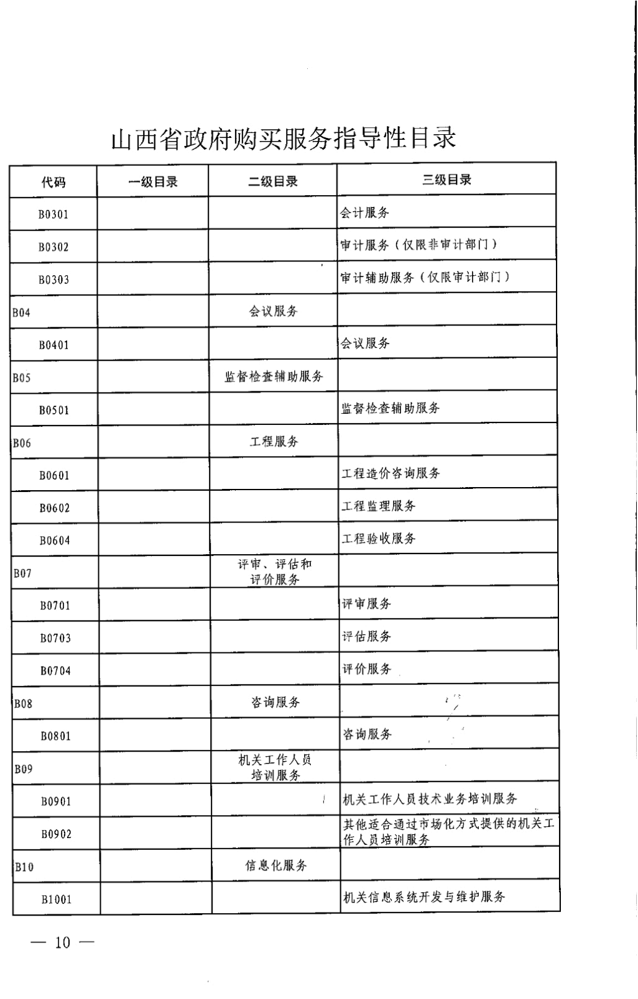 山西省政府购买服务指导性目录
代码 一级目录 二级目录 三级目录
B0301 会计服务
B0302 审计服务（仅限非审计部门）
B0303 审计辅助服务（仅限审计部门）
B04 会议服务
B0401 会议服务
B05 监督检查辅助服务
B0501 监督检查辅助服务
B06 工程服务
B0601 工程造价咨询服务
B0602 工程监理服务
B0604 工程验收服务
B07 评审、评估和
评价服务
B0701 评审服务
B0703 评估服务
B0704 评价服务
B08 咨询服务
B0801 咨询服务
B09 机关工作人员
培训服务
B0901 机关工作人员技术业务培训服务
B0902 其他适合通过市场化方式提供的机关工
作人员培训服务
B10 信息化服务
B1001 机关信息系统开发与维护服务
— 10 —